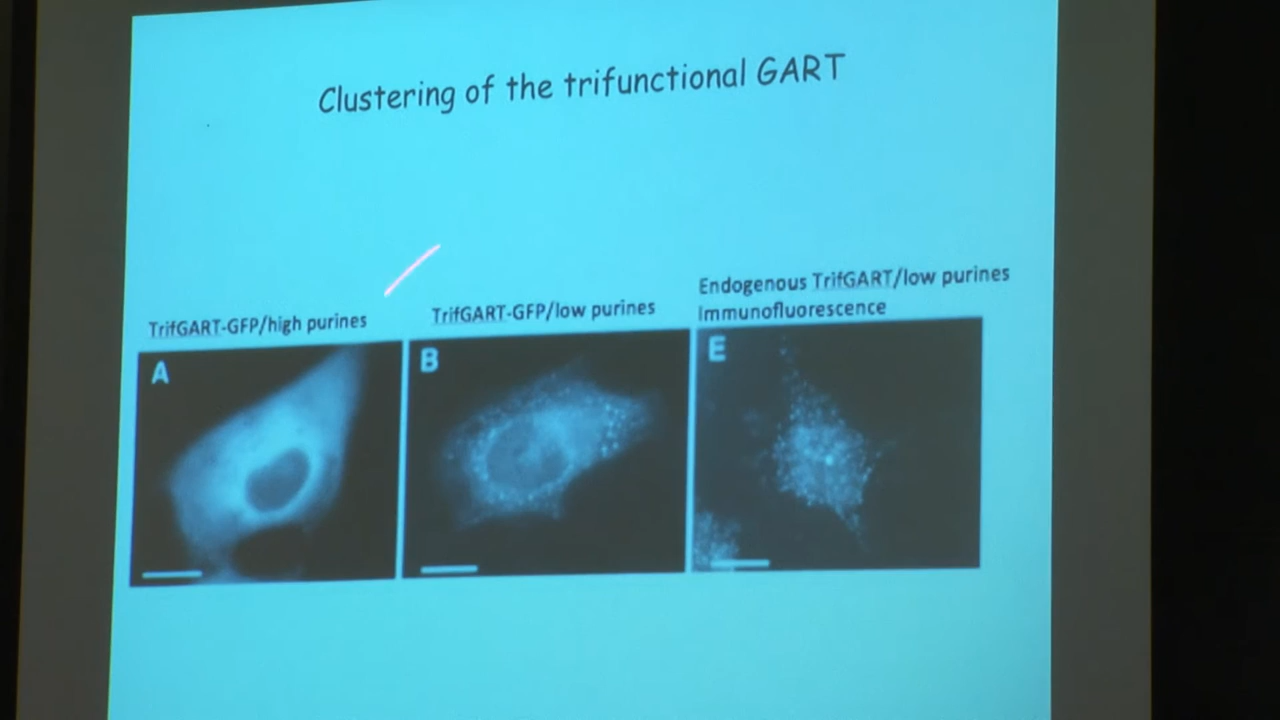 Clustering of the trifunctional GART
TrifGART-GFP/high purines
TrifGART-GFP/low purines
Endogenous TrifGART/low purines
Immunofluorescence
A
B
E